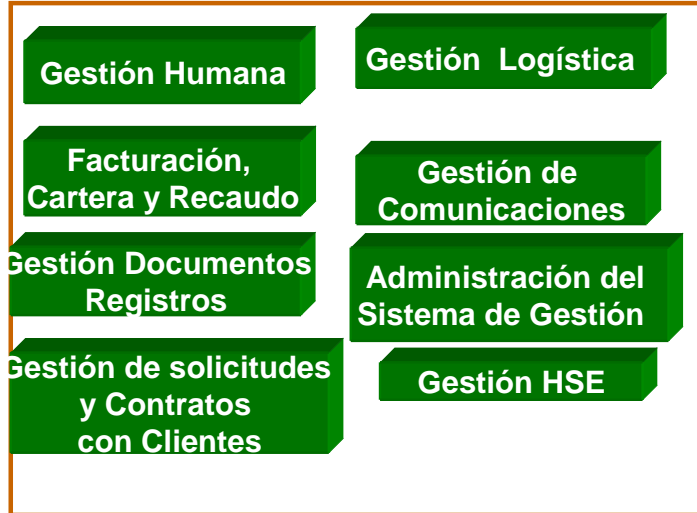 Gestión Humana
Gestión Logística
Facturación,
Cartera y Recaudo
Gestión de
Comunicaciones
Gestión Documentos
Registros
Administración del
Sistema de Gestión
Gestión de solicitudes
y Contratos
con Clientes
Gestión HSE